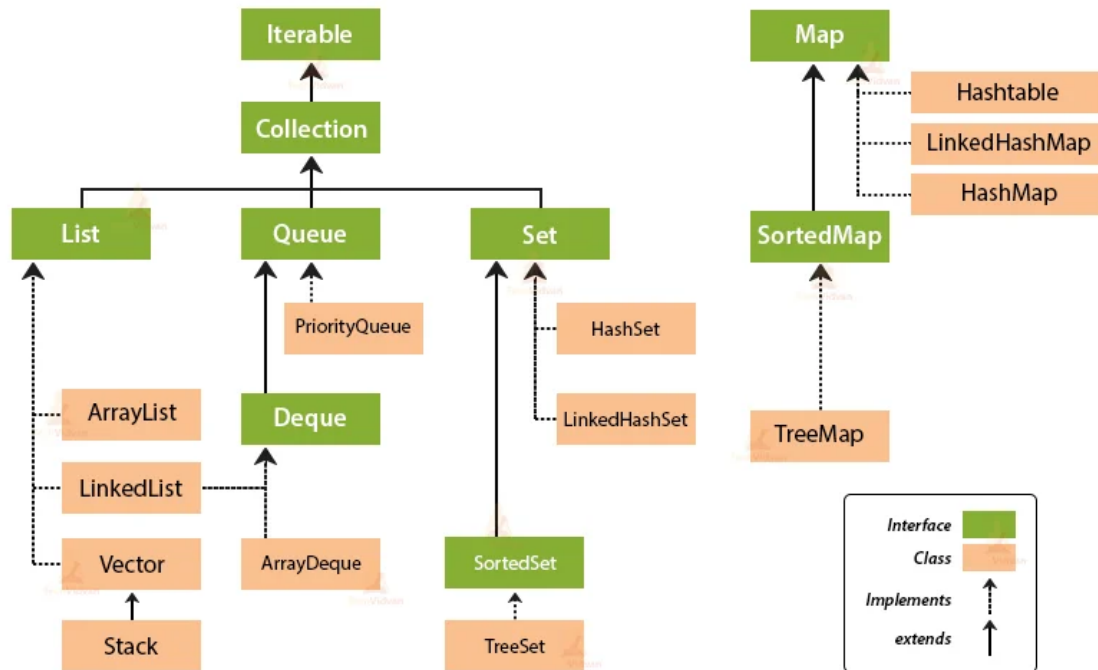 Iterable
Map
Hashtable
Collection
LinkedHashMap
HashMap
List
Queue
Set
SortedMap
PriorityQueue
HashSet
ArrayList
Deque
LinkedHashSet
TreeMap
LinkedList
Interface
Vector
ArrayDeque
SortedSet
Class
Implements
extends
Stack
TreeSet